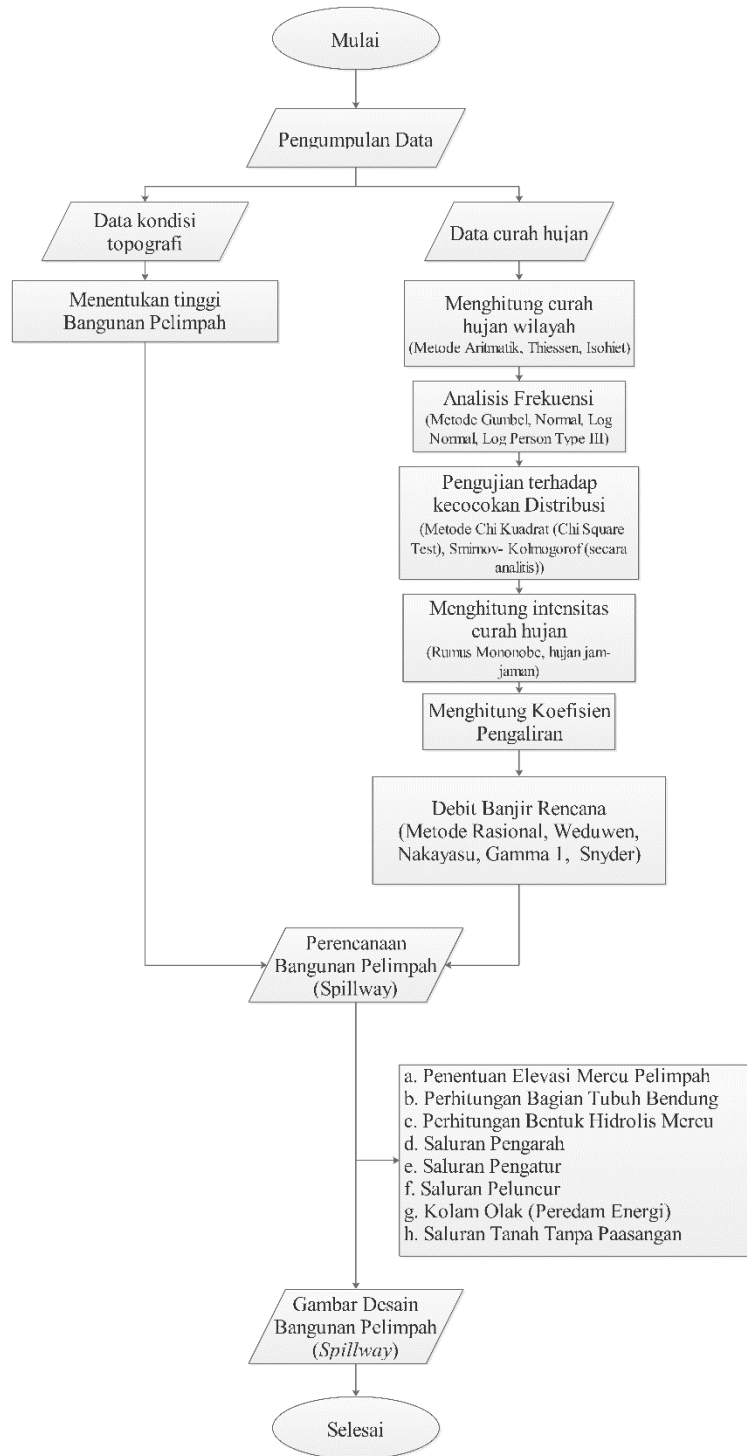 Mulai
Pengumpulan Data
Data kondisi
topografi
Menentukan tinggi
Bangunan Pelimpah
Data curah hujan
Menghitung curah
hujan wilayah
(Metode Aritmatik, Thiessen, Isohiet)
Analisis Frekuensi
(Metode Gumbel, Normal, Log
Normal, Log Person Type III)
Pengujian terhadap
kecocokan Distribusi
(Metode Chi Kuadrat (Chi Square
Test), Smirnov- Kolmogorof (secara
analitis))
Menghitung intensitas
curah hujan
(Rumus Mononobe, hujan jam-
jaman)
Menghitung Koefisien
Pengaliran
Debit Banjir Rencana
(Metode Rasional, Weduwen,
Nakayasu, Gamma 1, Snyder)
Perencanaan
Bangunan Pelimpah
(Spillway)
a. Penentuan Elevasi Mercu Pelimpah
b. Perhitungan Bagian Tubuh Bendung
c. Perhitungan Bentuk Hidrolis Mercu
d. Saluran Pengarah
e. Saluran Pengatur
f. Saluran Peluncur
g. Kolam Olak (Peredam Energi)
h. Saluran Tanah Tanpa Paasangan
Gambar Desain
Bangunan Pelimpah
(Spillway)
Selesai